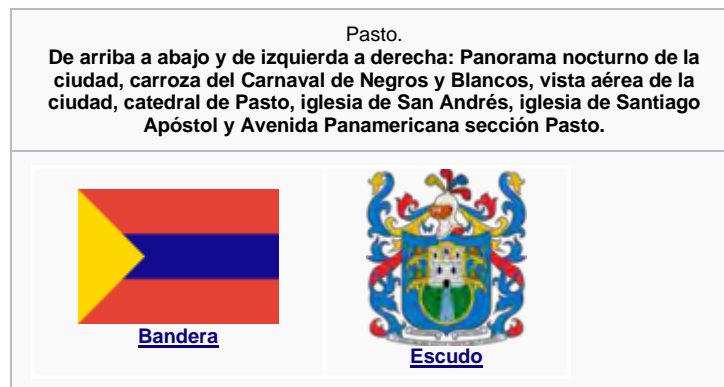 Pasto.
De arriba a abajo y de izquierda a derecha: Panorama nocturno de la
ciudad, carroza del Carnaval de Negros y Blancos, vista aérea de la
ciudad, catedral de Pasto, iglesia de San Andrés, iglesia de Santiago
Apóstol y Avenida Panamericana sección Pasto.
Bandera
Escudo